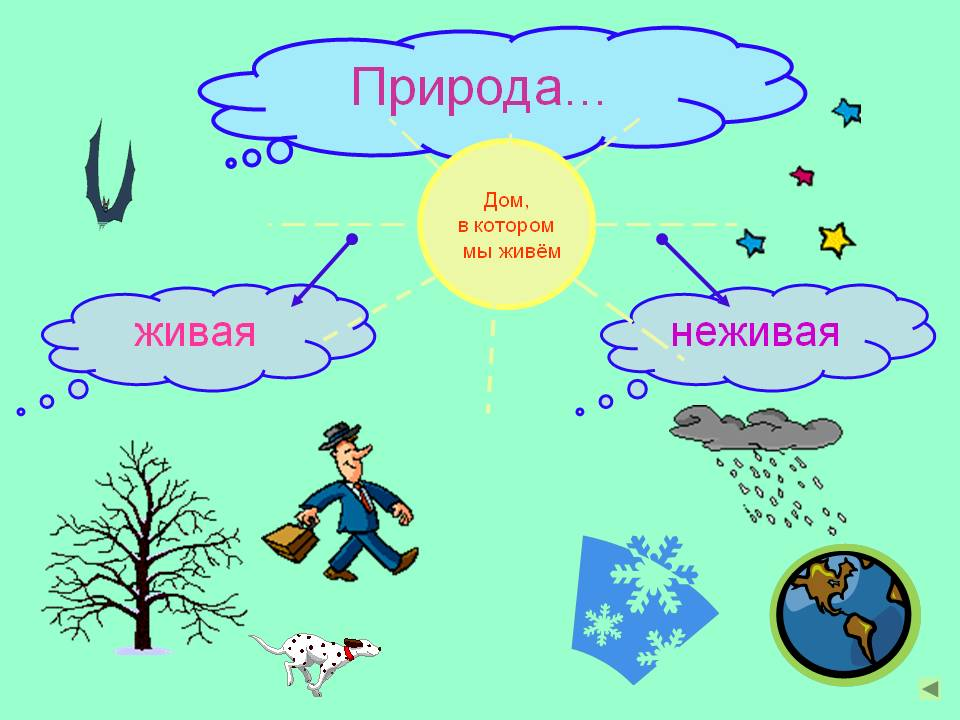 Природа...
Дом,
в котором
мы живём
живая
неживая